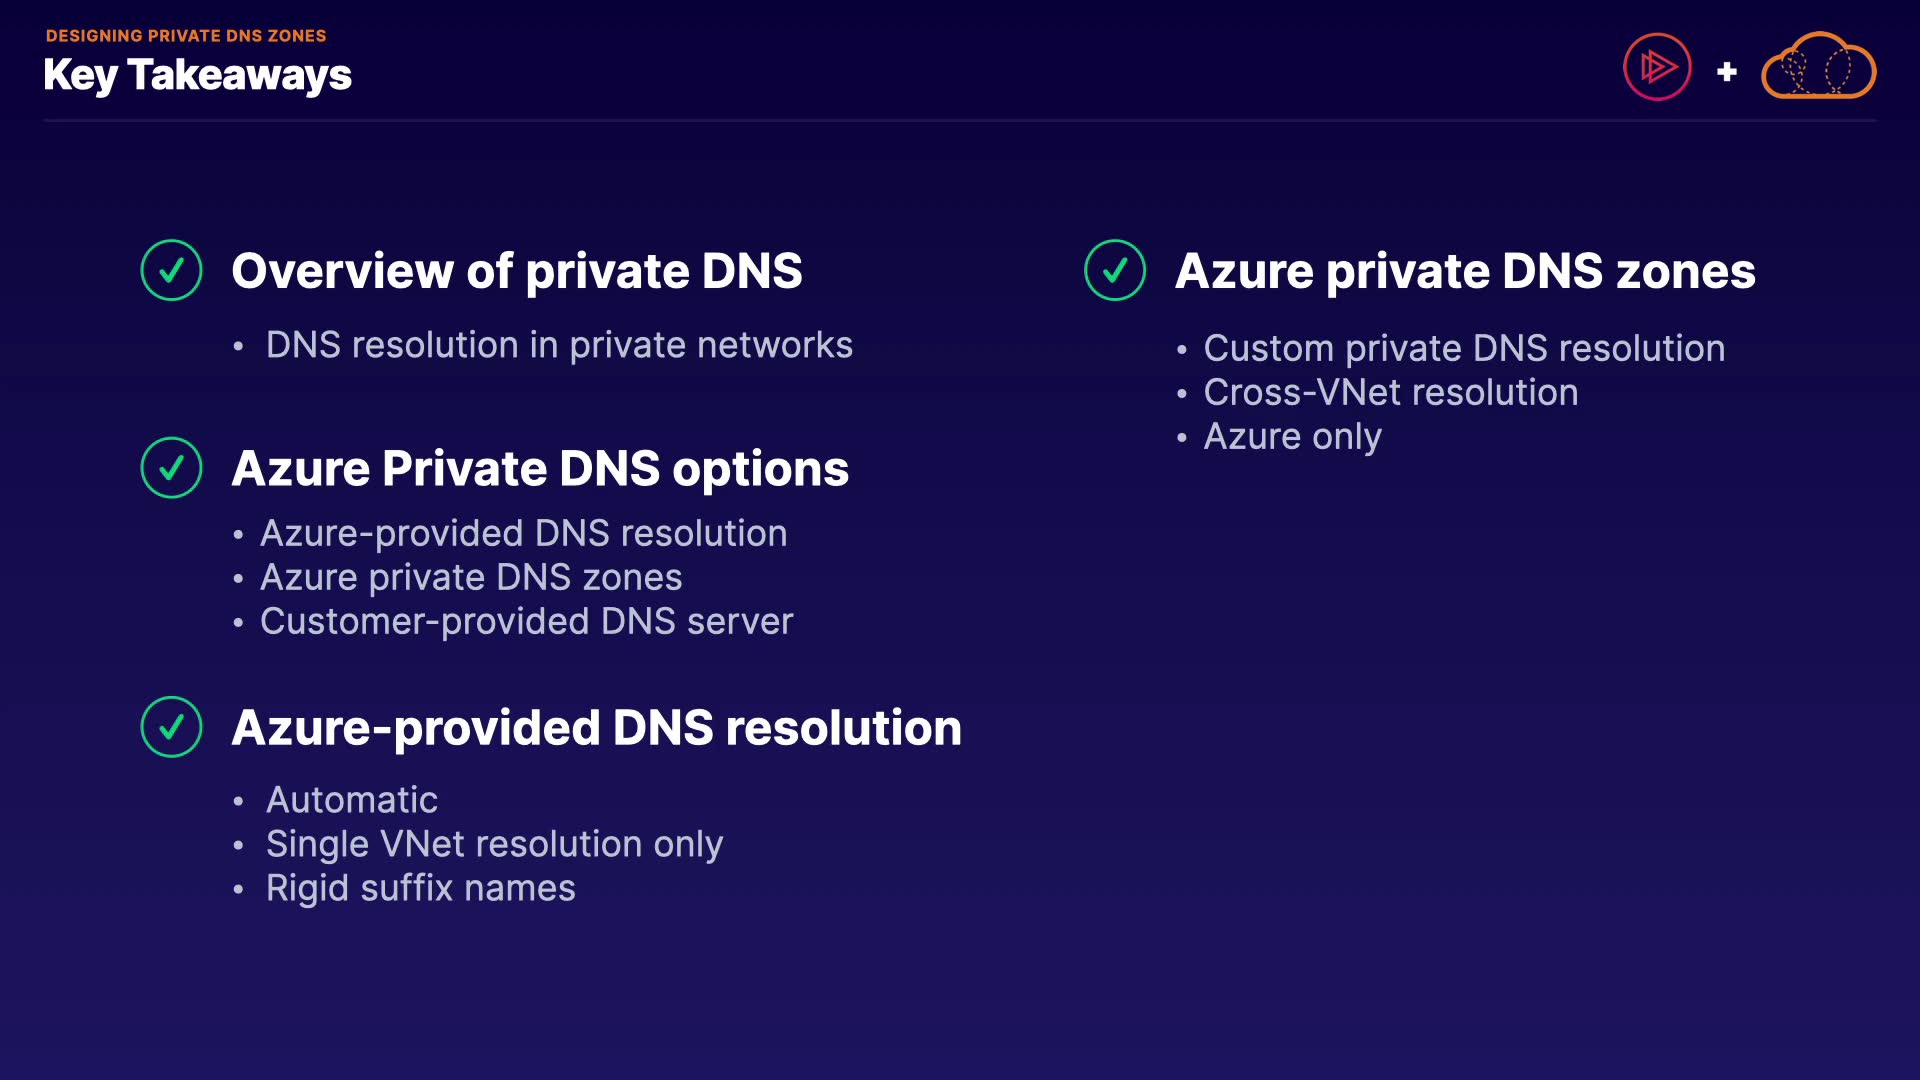 DESIGNING PRIVATE DNS ZONES
Key Takeaways
+
Overview of private DNS
• DNS resolution in private networks
Azure Private DNS options
• Azure-provided DNS resolution
• Azure private DNS zones
• Customer-provided DNS server
Azure-provided DNS resolution
• Automatic
• Single VNet resolution only
• Rigid suffix names
Azure private DNS zones
• Custom private DNS resolution
• Cross-VNet resolution
• Azure only